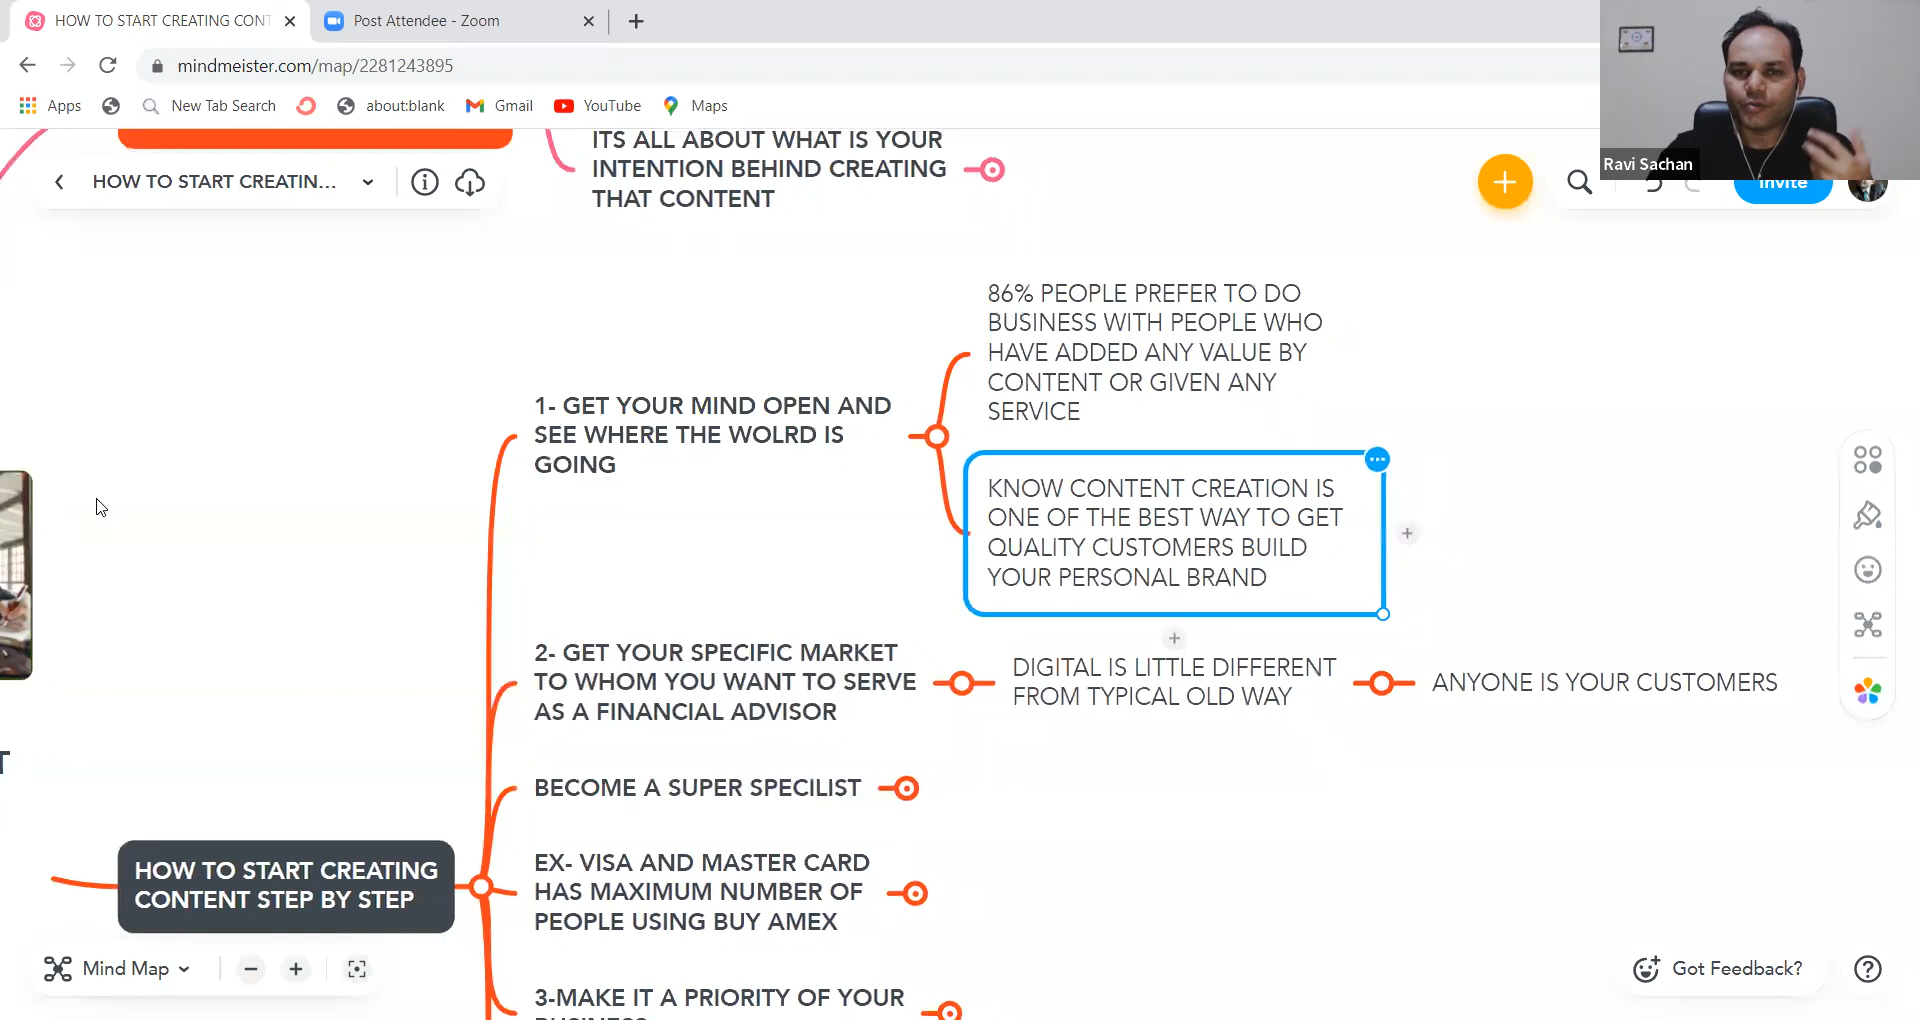 HOW TO START CREATING CONT
Post Attendee - Zoom
mindmeister.com/map/2281243895
Apps
New Tab Search
about:blank
Gmail
YouTube
Maps
Ravi Sachan
HOW TO START CREATIN...
Invite
ITS ALL ABOUT WHAT IS YOUR
INTENTION BEHIND CREATING
THAT CONTENT
86% PEOPLE PREFER TO DO
BUSINESS WITH PEOPLE WHO
HAVE ADDED ANY VALUE BY
CONTENT OR GIVEN ANY
SERVICE
1- GET YOUR MIND OPEN AND
SEE WHERE THE WOLRD IS
GOING
KNOW CONTENT CREATION IS
ONE OF THE BEST WAY TO GET
QUALITY CUSTOMERS BUILD
YOUR PERSONAL BRAND
2- GET YOUR SPECIFIC MARKET
TO WHOM YOU WANT TO SERVE
AS A FINANCIAL ADVISOR
DIGITAL IS LITTLE DIFFERENT
FROM TYPICAL OLD WAY
ANYONE IS YOUR CUSTOMERS
T
BECOME A SUPER SPECILIST
HOW TO START CREATING
CONTENT STEP BY STEP
EX- VISA AND MASTER CARD
HAS MAXIMUM NUMBER OF
PEOPLE USING BUY AMEX
3-MAKE IT A PRIORITY OF YOUR
Mind Map
Got Feedback?